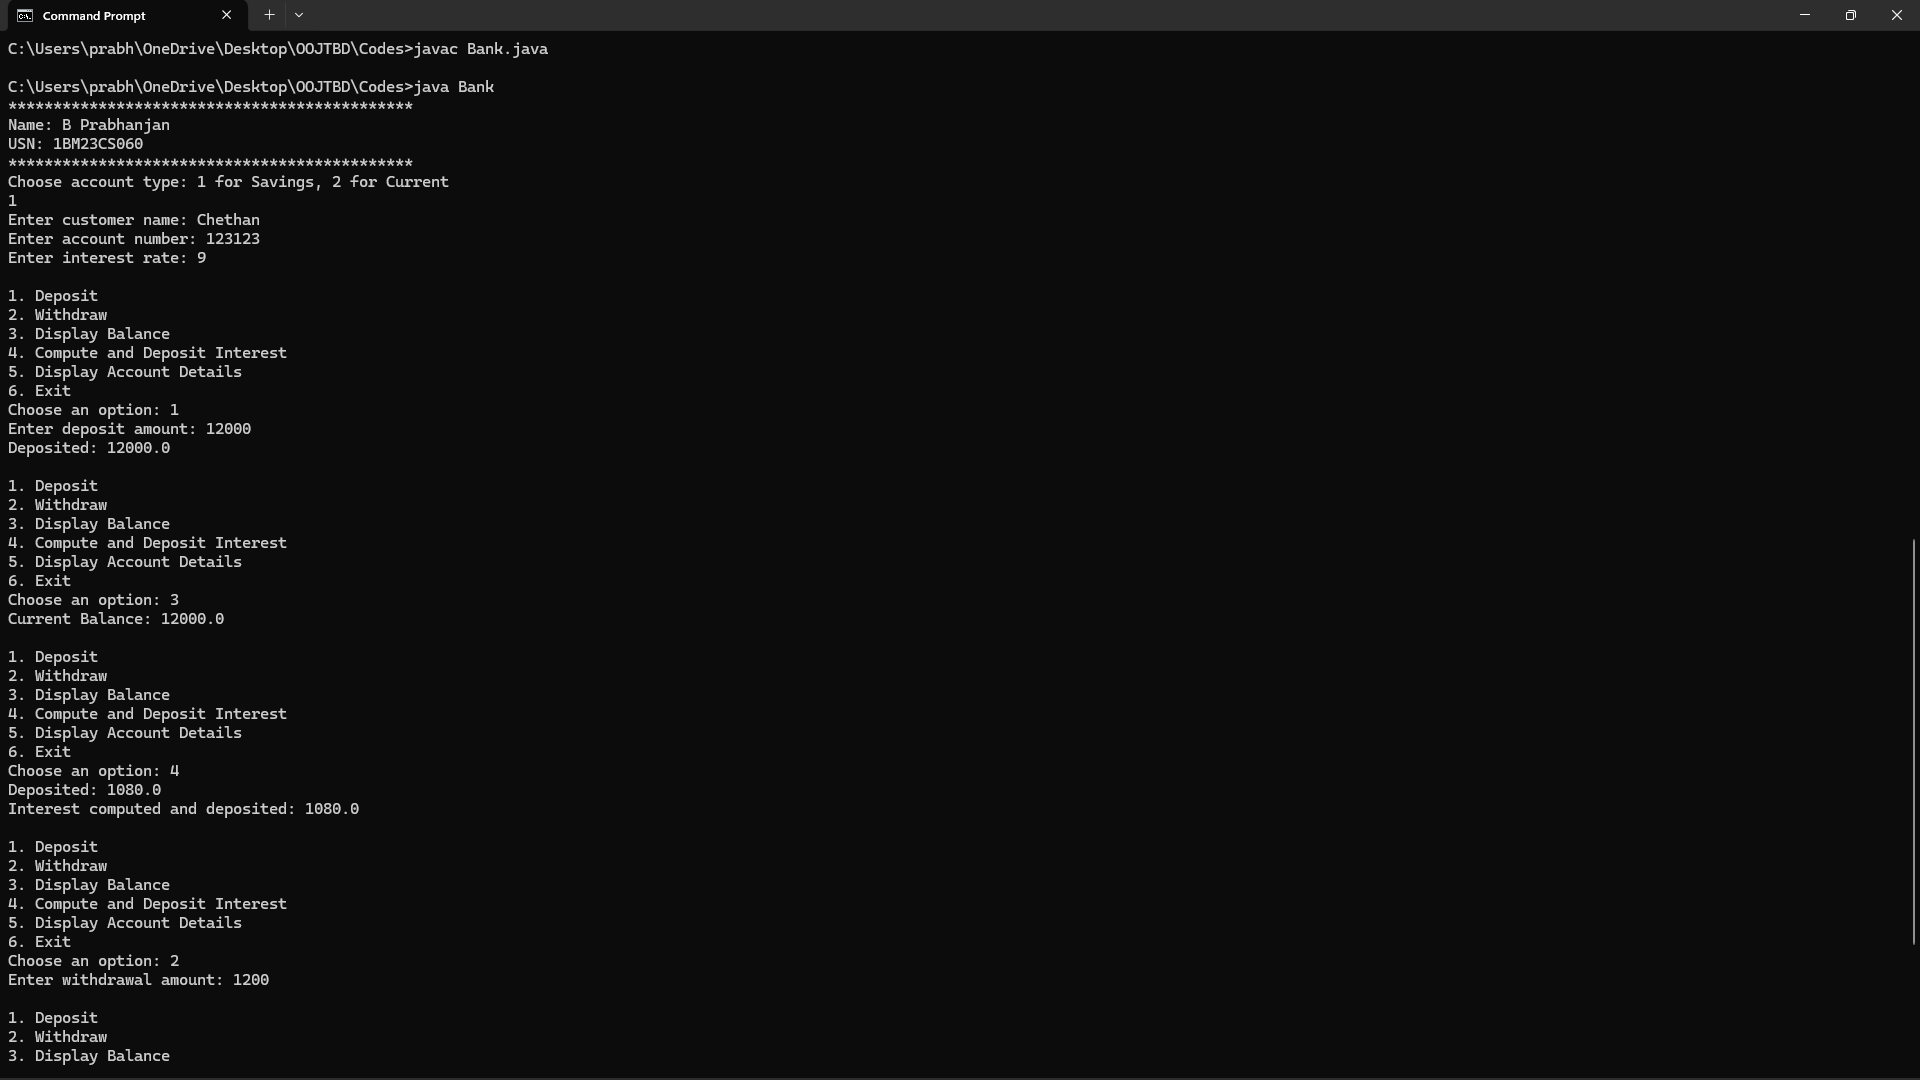 Command Prompt
C:\Users\prabh\OneDrive\Desktop\OOJTBD\Codes>javac Bank.java
C:\Users\prabh\OneDrive\Desktop\OOJTBD\Codes>java Bank
*********************************************
Name: B Prabhanjan
USN: 1BM23CS060
*********************************************
Choose account type: 1 for Savings, 2 for Current
1
Enter customer name: Chethan
Enter account number: 123123
Enter interest rate: 9
1. Deposit
2. Withdraw
3. Display Balance
4. Compute and Deposit Interest
5. Display Account Details
6. Exit
Choose an option: 1
Enter deposit amount: 12000
Deposited: 12000.0
1. Deposit
2. Withdraw
3. Display Balance
4. Compute and Deposit Interest
5. Display Account Details
6. Exit
Choose an option: 3
Current Balance: 12000.0
1. Deposit
2. Withdraw
3. Display Balance
4. Compute and Deposit Interest
5. Display Account Details
6. Exit
Choose an option: 4
Deposited: 1080.0
Interest computed and deposited: 1080.0
1. Deposit
2. Withdraw
3. Display Balance
4. Compute and Deposit Interest
5. Display Account Details
6. Exit
Choose an option: 2
Enter withdrawal amount: 1200
1. Deposit
2. Withdraw
3. Display Balance